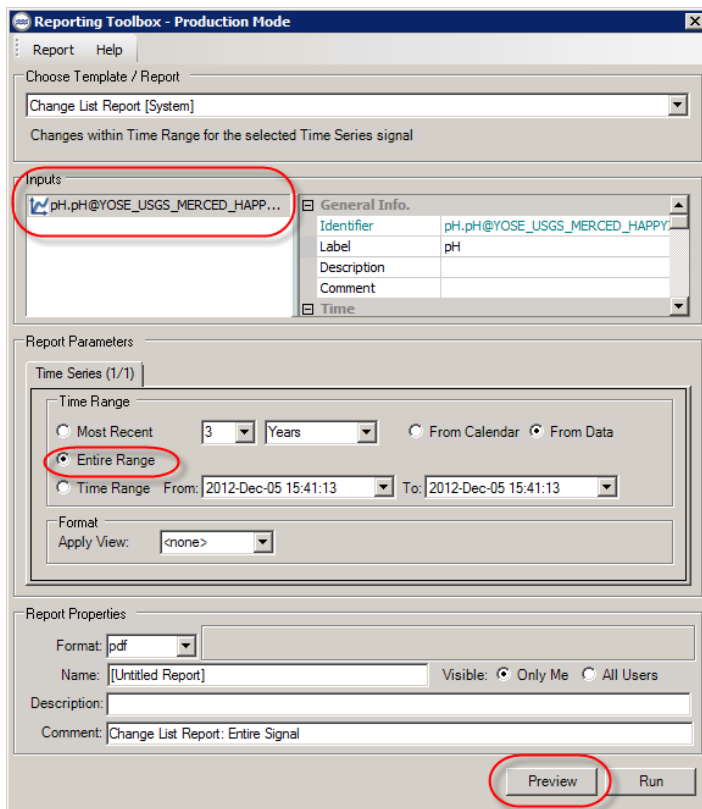 Reporting Toolbox - Production Mode
Report Help
Choose Template / Report
Change List Report [System]
Changes within Time Range for the selected Time Series signal
Inputs
pH.pH@YOSE_USGS_MERCED_HAPP...
General Info.
Identifier pH.pH@YOSE_USGS_MERCED_HAPPY
Label pH
Description
Comment
Time
Report Parameters
Time Series (1/1)
Time Range
Most Recent 3 Years From Calendar From Data
Entire Range
Time Range From: 2012-Dec-05 15:41:13 To: 2012-Dec-05 15:41:13
Format
Apply View: <none>
Report Properties
Format: pdf
Name: [Untitled Report] Visible: Only Me All Users
Description:
Comment: Change List Report: Entire Signal
Preview Run